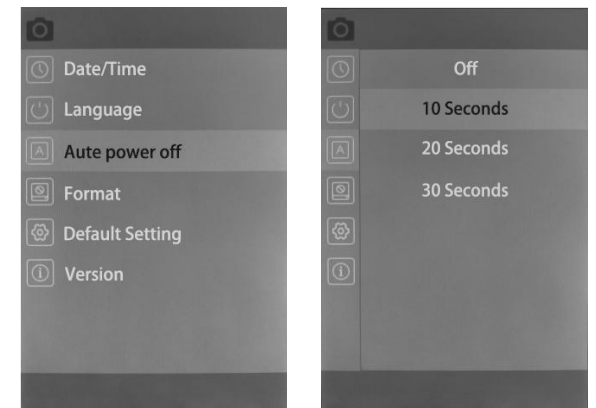 Date/Time
Language
Aute power off
Format
Default Setting
Version
Off
10 Seconds
20 Seconds
30 Seconds